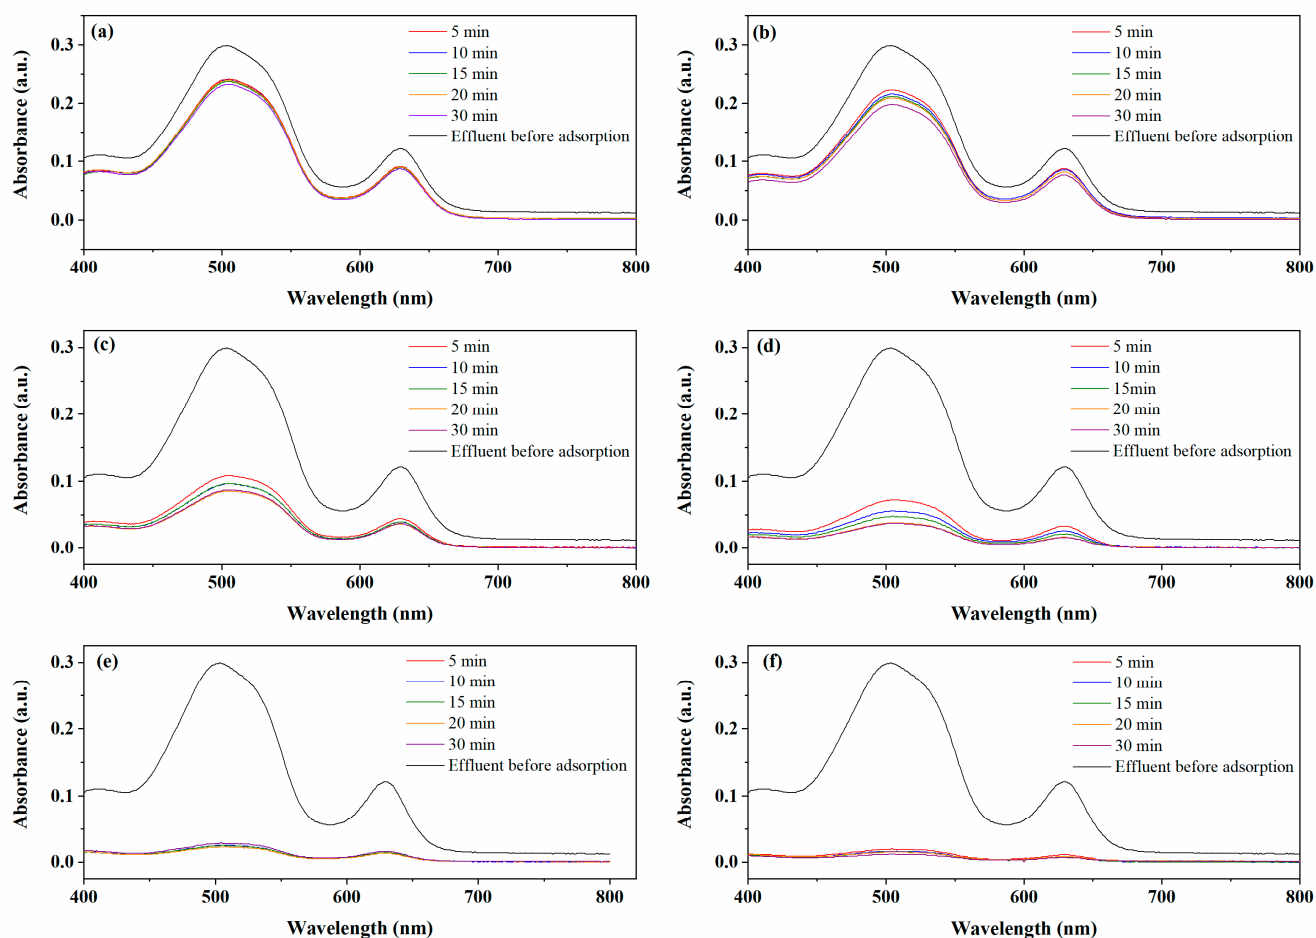 (a)
5 min
10 min
15 min
20 min
30 min
Effluent before adsorption
Absorbance (a.u.)
0.3
0.2
0.1
0.0
400 500 600 700 800
Wavelength (nm)
(b)
5 min
10 min
15 min
20 min
30 min
Effluent before adsorption
Absorbance (a.u.)
0.3
0.2
0.1
0.0
400 500 600 700 800
Wavelength (nm)
(c)
5 min
10 min
15 min
20 min
30 min
Effluent before adsorption
Absorbance (a.u.)
0.3
0.2
0.1
0.0
400 500 600 700 800
Wavelength (nm)
(d)
5 min
10 min
15min
20 min
30 min
Effluent before adsorption
Absorbance (a.u.)
0.3
0.2
0.1
0.0
400 500 600 700 800
Wavelength (nm)
(e)
5 min
10 min
15 min
20 min
30 min
Effluent before adsorption
Absorbance (a.u.)
0.3
0.2
0.1
0.0
400 500 600 700 800
Wavelength (nm)
(f)
5 min
10 min
15 min
20 min
30 min
Effluent before adsorption
Absorbance (a.u.)
0.3
0.2
0.1
0.0
400 500 600 700 800
Wavelength (nm)